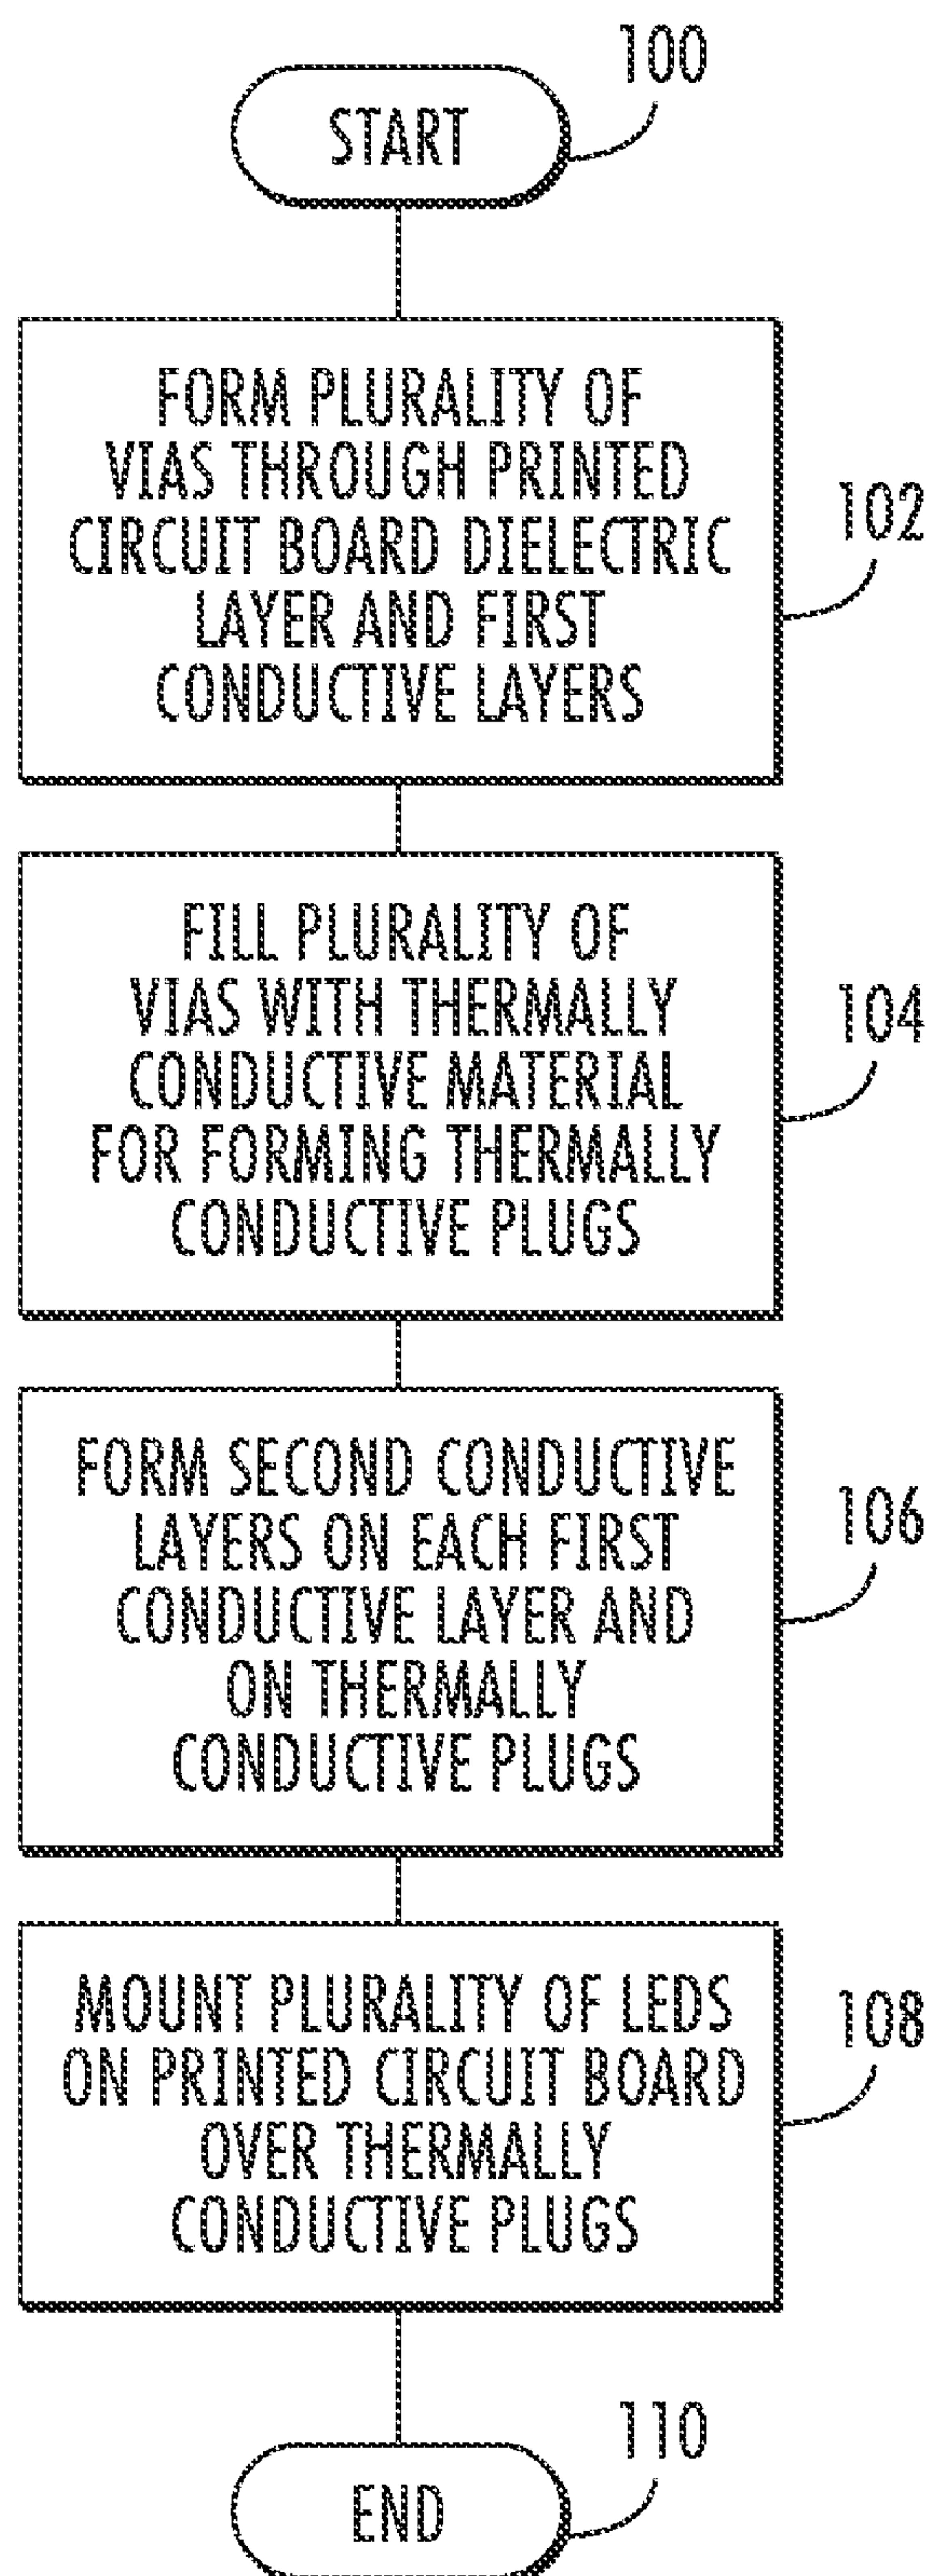 100
START
FORM PLURALITY OF
VIAS THROUGH PRINTED
CIRCUIT BOARD DIELECTRIC
LAYER AND FIRST
CONDUCTIVE LAYERS
102
FILL PLURALITY OF
VIAS WITH THERMALLY
CONDUCTIVE MATERIAL
FOR FORMING THERMALLY
CONDUCTIVE PLUGS
104
FORM SECOND CONDUCTIVE
LAYERS ON EACH FIRST
CONDUCTIVE LAYER AND
ON THERMALLY
CONDUCTIVE PLUGS
106
MOUNT PLURALITY OF LEDS
ON PRINTED CIRCUIT BOARD
OVER THERMALLY
CONDUCTIVE PLUGS
108
110
END